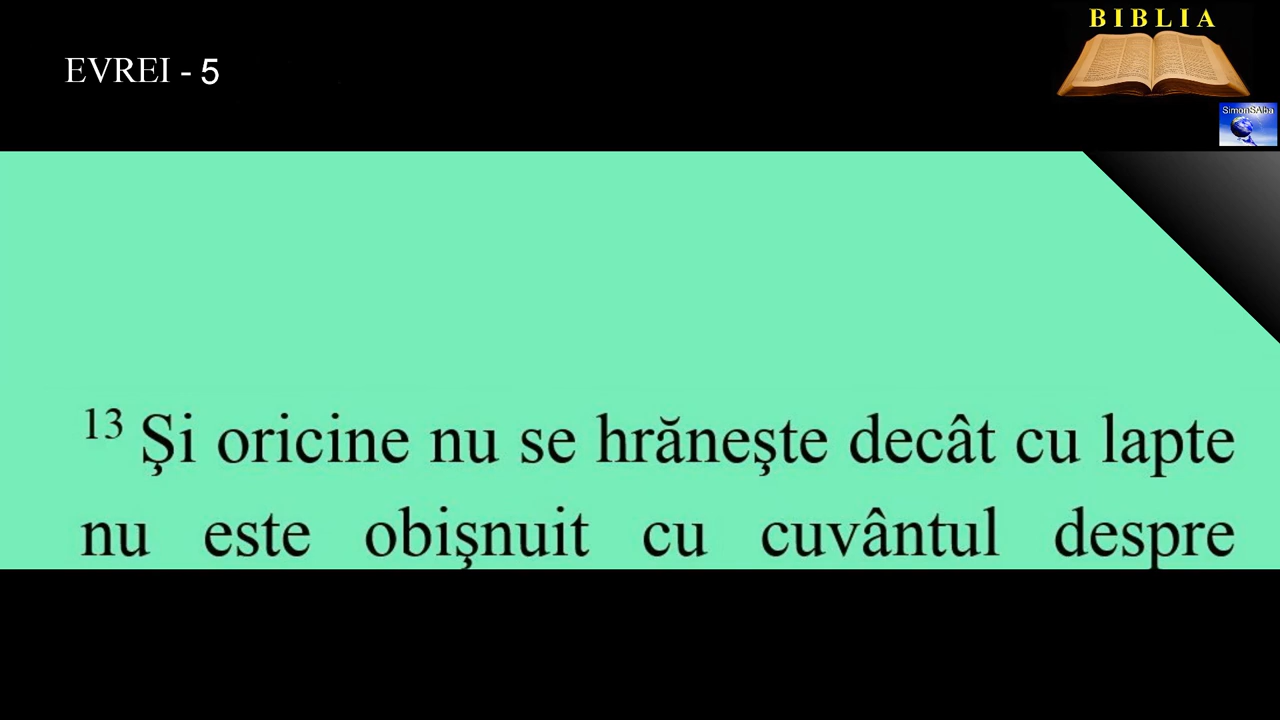 BIBLIA
EVREI - 5
SimonSAlba
13 Şi oricine nu se hrăneşte decât cu lapte
nu este obişnuit cu cuvântul despre